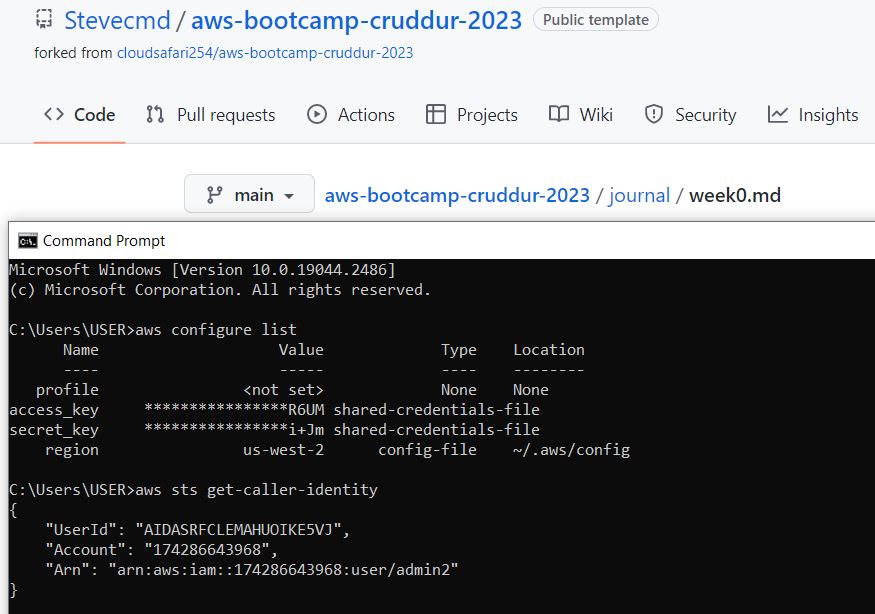 Stevecmd / aws-bootcamp-cruddur-2023 Public template
forked from cloudsafari254/aws-bootcamp-cruddur-2023
Code Pull requests Actions Projects Wiki Security Insights
main aws-bootcamp-cruddur-2023 / journal / week0.md
Command Prompt
Microsoft Windows [Version 10.0.19044.2486]
(c) Microsoft Corporation. All rights reserved.
C:\Users\USER>aws configure list
      Name                    Value             Type    Location
      ----                    -----             ----    --------
   profile                <not set>             None    None
access_key     ****************R6UM shared-credentials-file
secret_key     ****************i+Jm shared-credentials-file
    region                us-west-2      config-file    ~/.aws/config
C:\Users\USER>aws sts get-caller-identity
{
    "UserId": "AIDASRFCLEMAHUOIKE5VJ",
    "Account": "174286643968",
    "Arn": "arn:aws:iam::174286643968:user/admin2"
}